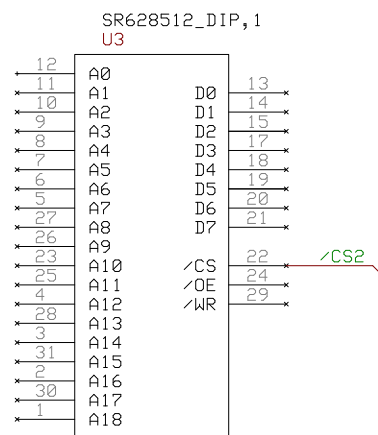 SR628512_DIP,1
U3
12 A0
11 A1 D0 13
10 A2 D1 14
9 A3 D2 15
8 A4 D3 17
7 A5 D4 18
6 A6 D5 19
5 A7 D6 20
27 A8 D7 21
26 A9
23 A10 /CS 22 /CS2
25 A11 /OE 24
4 A12 /WR 29
28 A13
3 A14
31 A15
2 A16
30 A17
1 A18